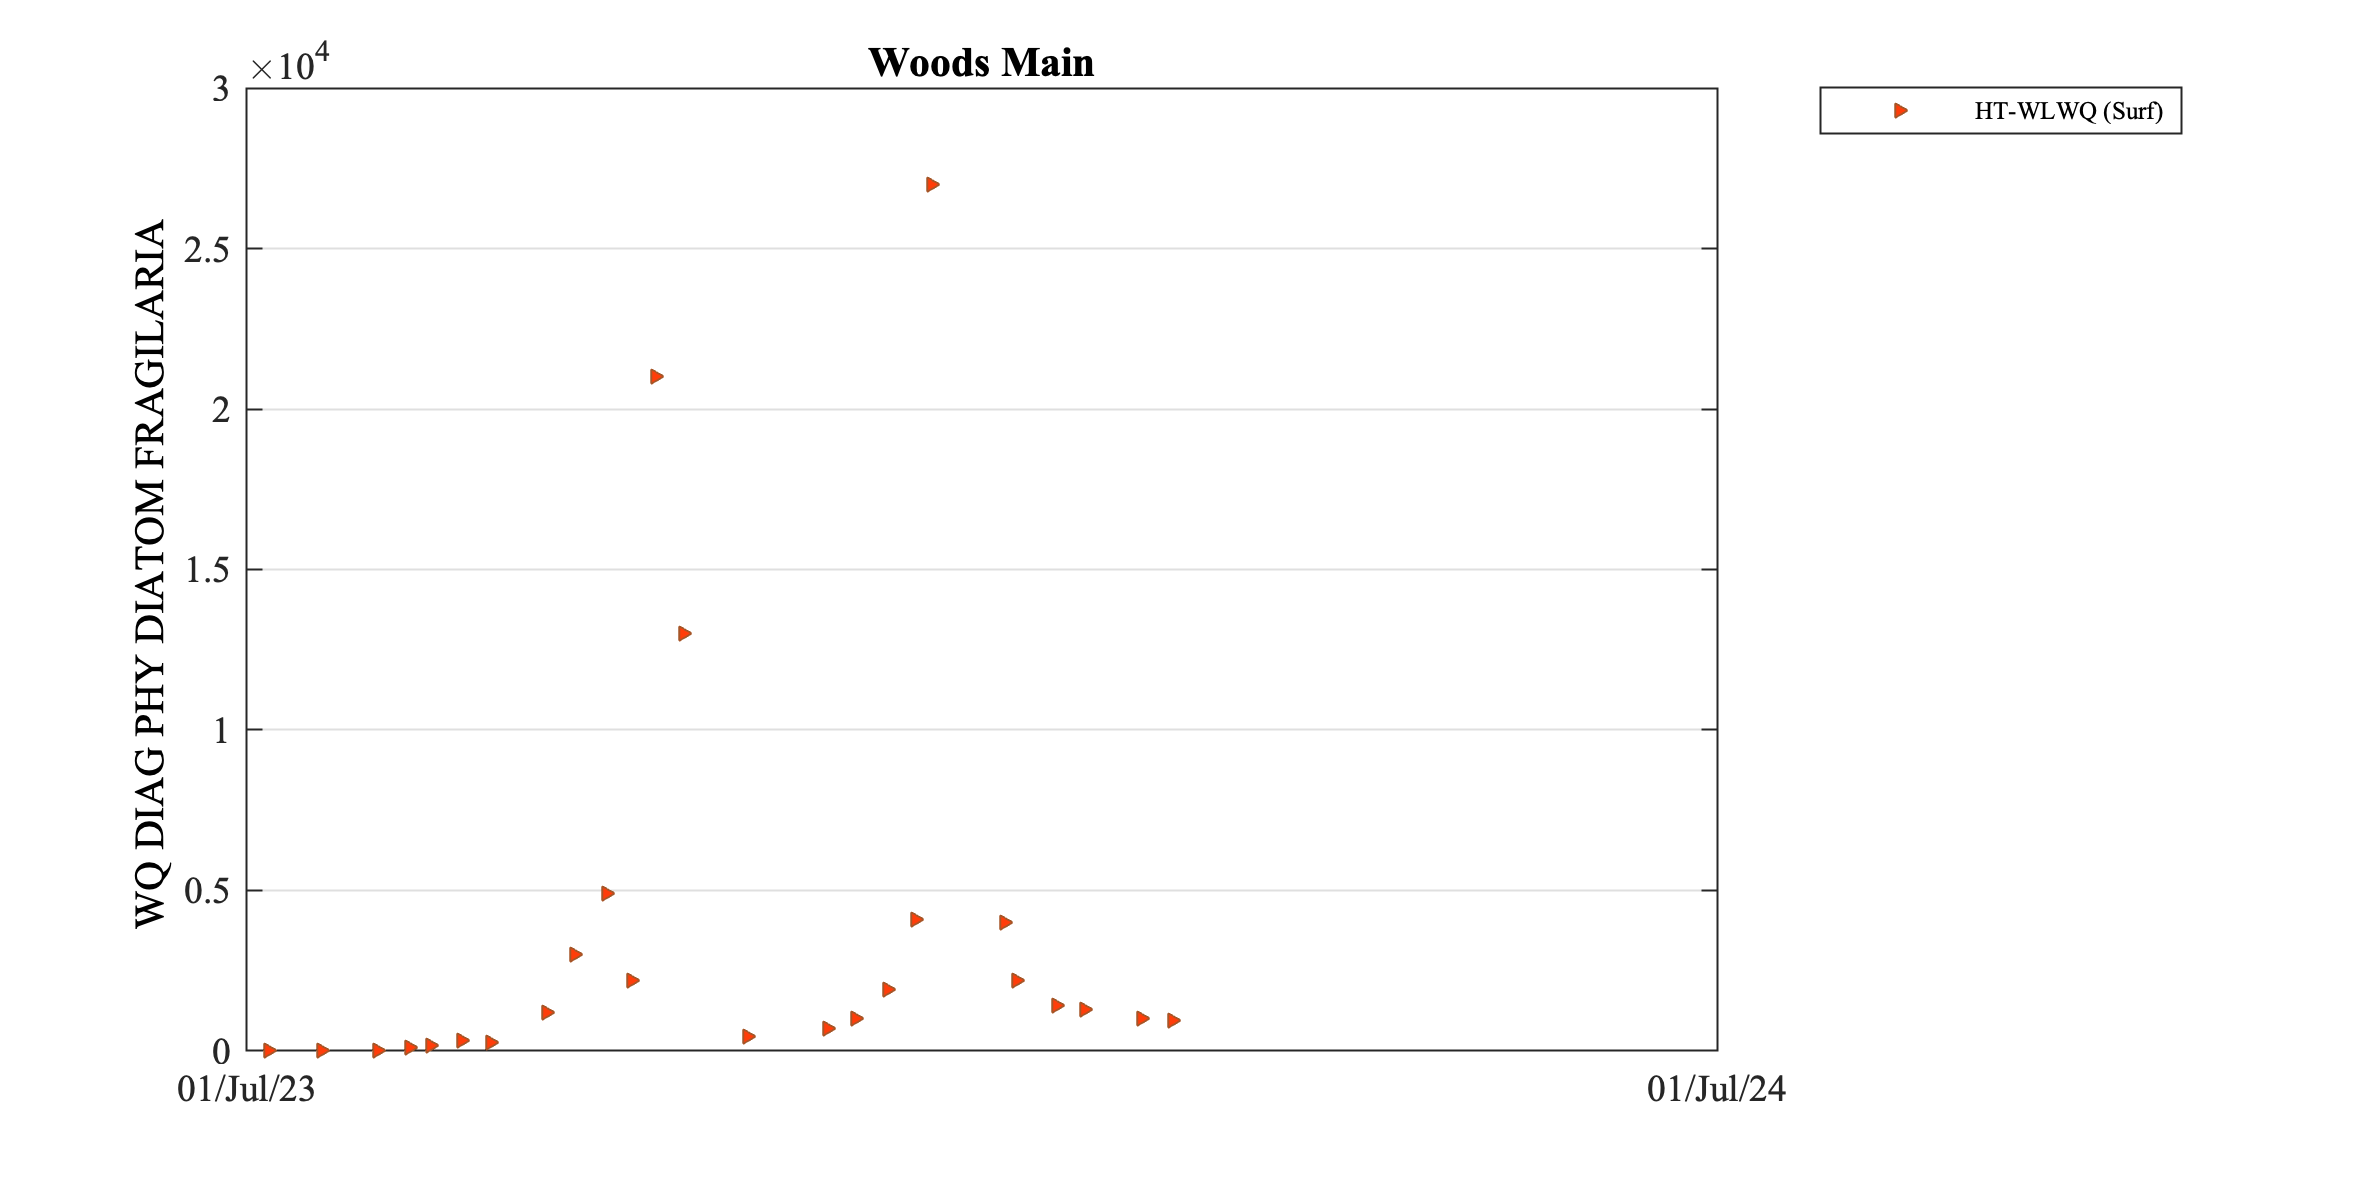 Woods Main
×10^4
3
2.5
2
1.5
1
0.5
0
01/Jul/23
01/Jul/24
WQ DIAG PHY DIATOM FRAGILARIA
HT-WLWQ (Surf)